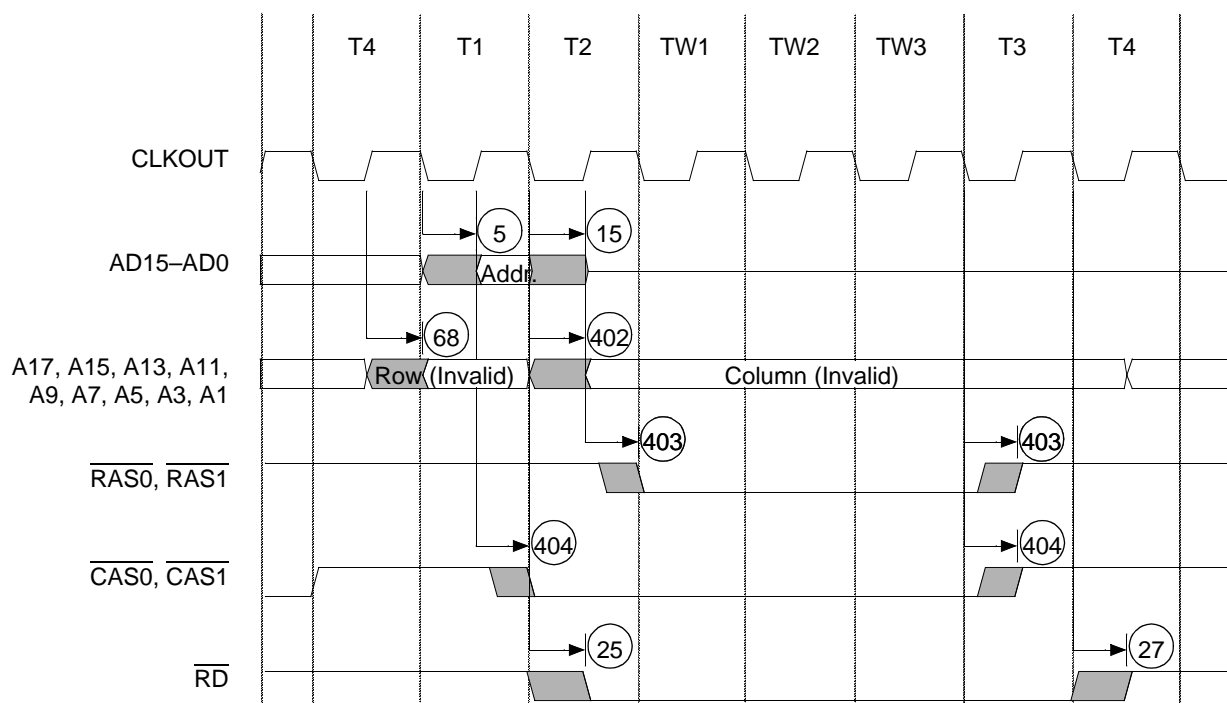 T4 T1 T2 TW1 TW2 TW3 T3 T4
CLKOUT
5 15
AD15–AD0
Addr.
68 402
A17, A15, A13, A11,
A9, A7, A5, A3, A1
Row (Invalid) Column (Invalid)
403 403
RAS0, RAS1
404 404
CAS0, CAS1
25 27
RD